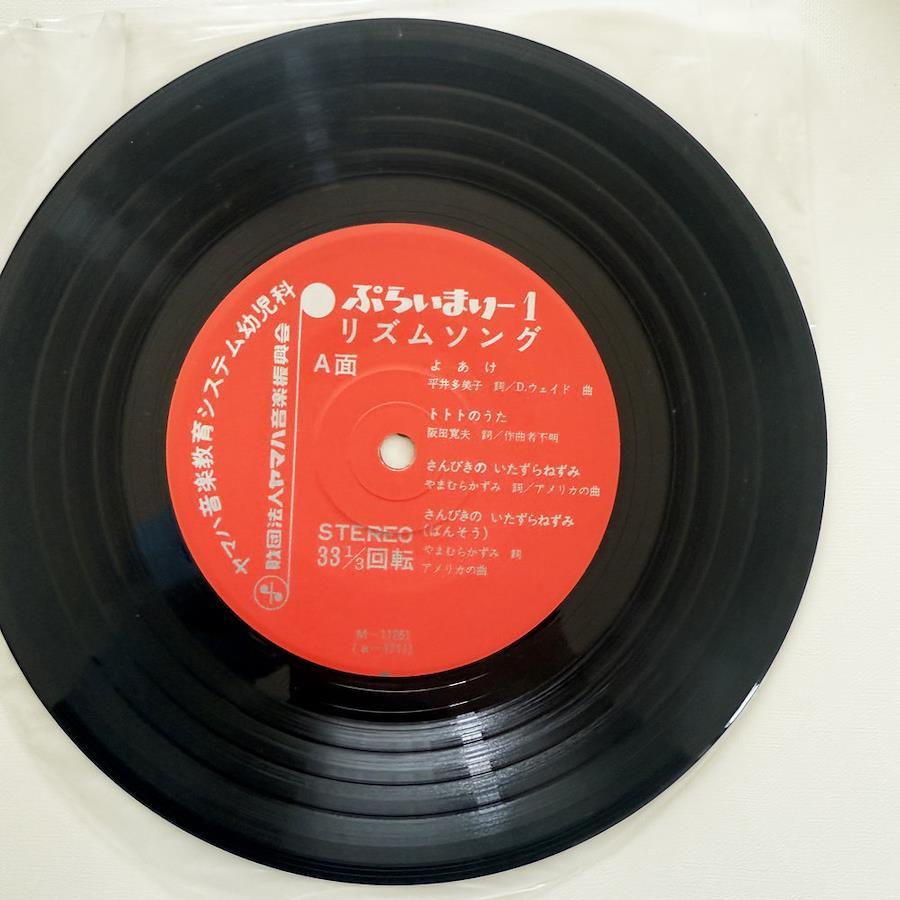 ヤマハ音楽教育システム幼児科
財団法人ヤマハ音楽振興会
ぷらいまりー1
リズムソング
A面
よあけ
平井多美子 詞／D.ウェイド 曲
トトトのうた
阪田寛夫 詞／作曲者不明
さんびきの いたずらねずみ
やまむらかずみ 詞／アメリカの曲
さんびきの いたずらねずみ
(ばんそう)
やまむらかずみ 詞
アメリカの曲
STEREO
33 1/3回転